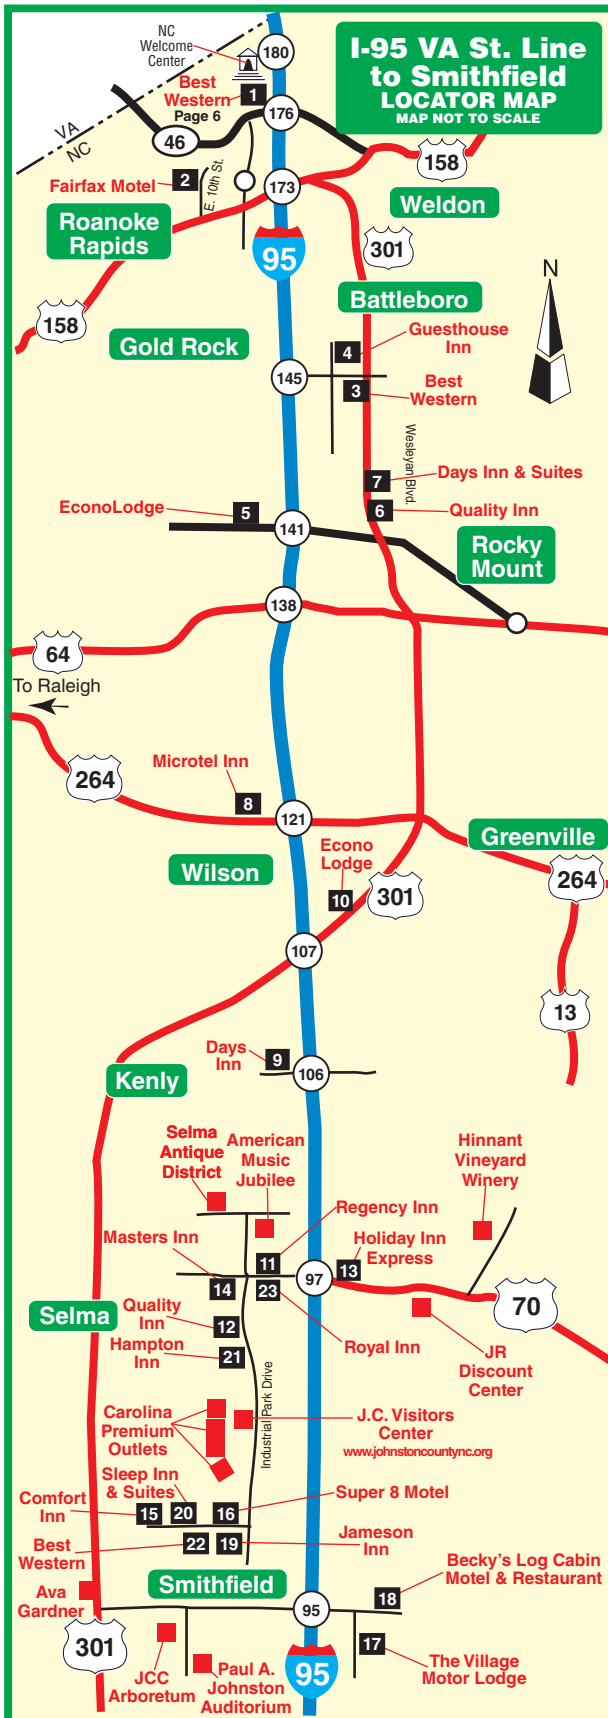 I-95 VA St. Line
to Smithfield
LOCATOR MAP
MAP NOT TO SCALE
NC
Welcome
Center
180
Best
Western
Page 6
1
176
VA
NC
46
158
Fairfax Motel
2
E. 10th St.
173
Weldon
Roanoke
Rapids
301
95
N
158
Battleboro
Gold Rock
4
Guesthouse
Inn
145
3
Best
Western
Wesleyan Blvd.
7
Days Inn & Suites
EconoLodge
5
6
Quality Inn
141
Rocky
Mount
138
64
To Raleigh
264
Microtel Inn
8
121
Greenville
Econo
Lodge
Wilson
264
10
301
107
13
Days
Inn
9
106
Kenly
Selma
Antique
District
American
Music
Jubilee
Hinnant
Vineyard
Winery
Regency Inn
Masters Inn
11
13
Holiday Inn
Express
97
14
23
70
Selma
Quality
Inn
12
Royal Inn
Hampton
Inn
21
JR
Discount
Center
Industrial Park Drive
Carolina
Premium
Outlets
J.C. Visitors
Center
www.johnstoncountync.org
Sleep Inn
& Suites
Super 8 Motel
Comfort
Inn
15
20
16
Best
Western
22
19
Jameson
Inn
Becky's Log Cabin
Motel & Restaurant
Smithfield
Ava
Gardner
18
95
301
17
The Village
Motor Lodge
JCC
Arboretum
Paul A.
Johnston
Auditorium
95